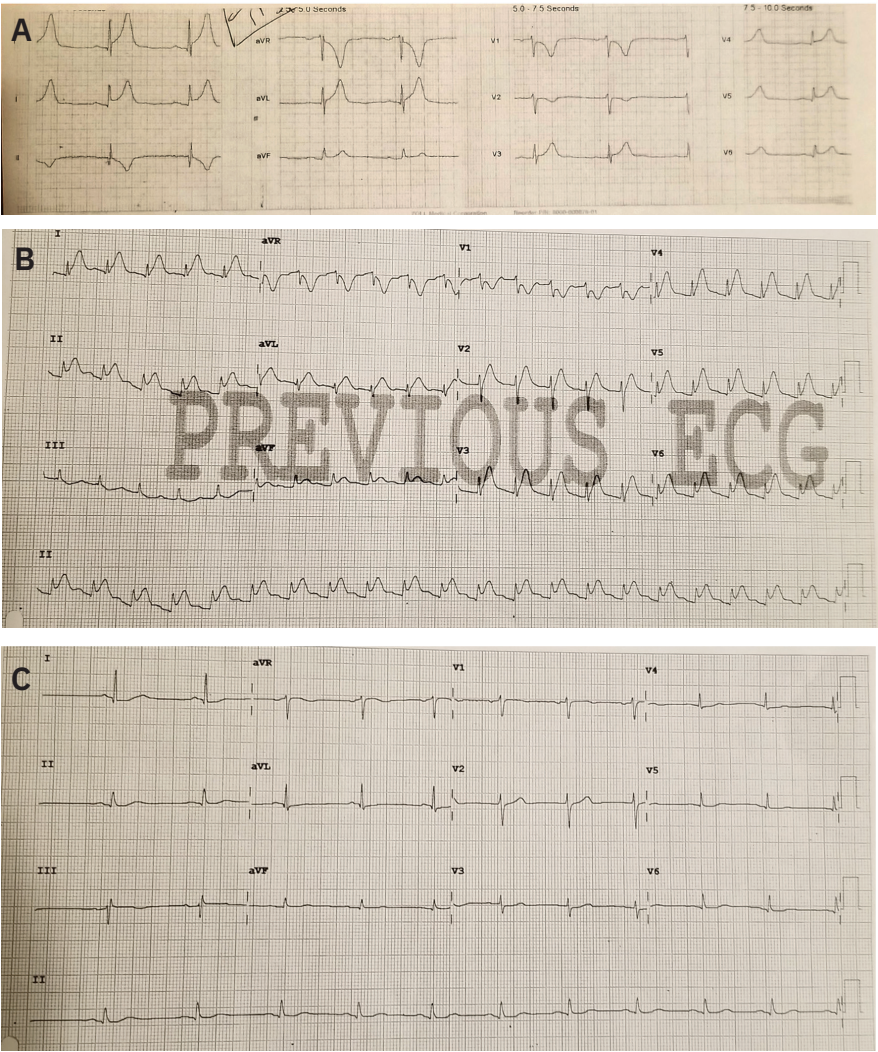 A
5.0 Seconds
5.0 - 7.5 Seconds
7.5 - 10.0 Seconds
aVR
V1
V4
I
aVL
V2
V5
II
aVF
V3
V6
B
I
aVR
V1
V4
II
aVL
V2
V5
PREVIOUS ECG
III
aVF
V3
V6
II
C
I
aVR
V1
V4
II
aVL
V2
V5
III
aVF
V3
V6
II